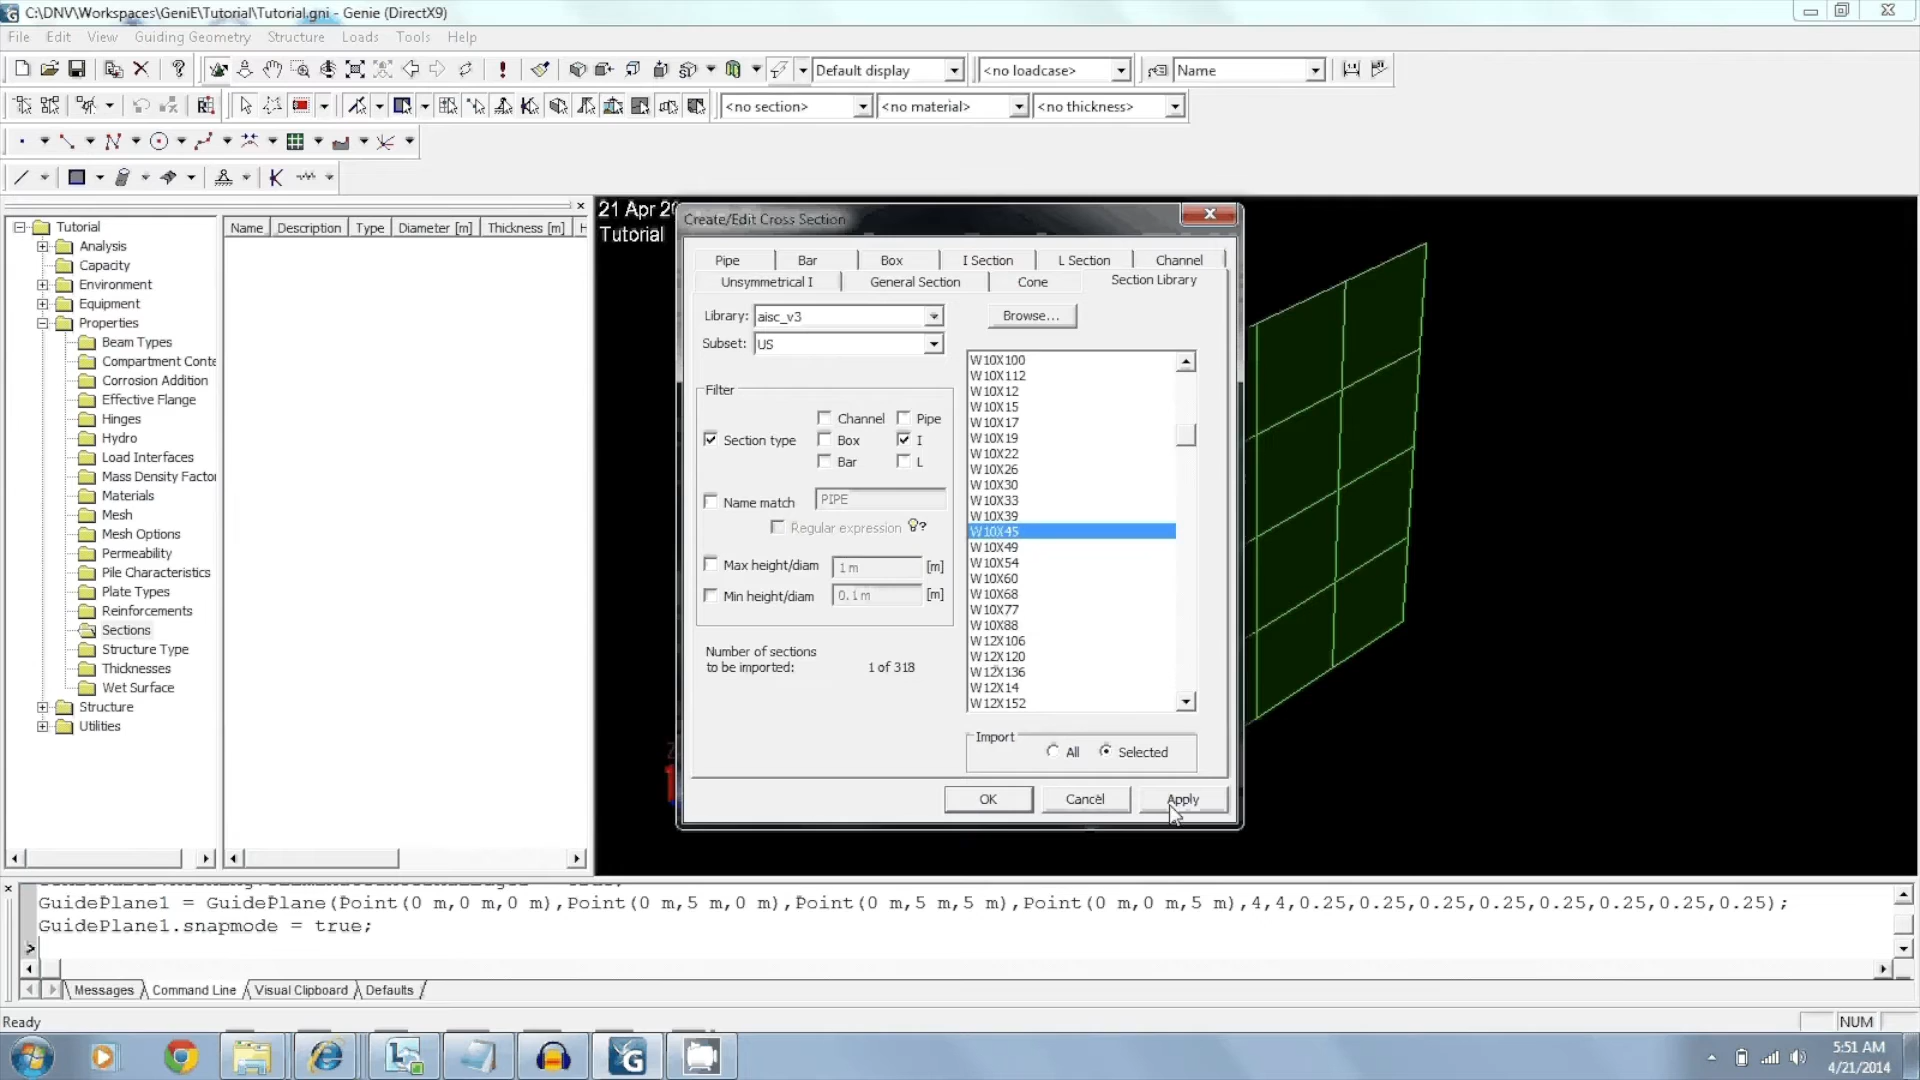 C:\DNV\Workspaces\GeniE\Tutorial\Tutorial.gni - Genie (DirectX9)
File Edit View Guiding Geometry Structure Loads Tools Help
Default display <no loadcase> Name
<no section> <no material> <no thickness>
Tutorial
Analysis
Capacity
Environment
Equipment
Properties
Beam Types
Compartment Conte
Corrosion Addition
Effective Flange
Hinges
Hydro
Load Interfaces
Mass Density Factor
Materials
Mesh
Mesh Options
Permeability
Pile Characteristics
Plate Types
Reinforcements
Sections
Structure Type
Thicknesses
Wet Surface
Structure
Utilities
Name Description Type Diameter [m] Thickness [m] H
21 Apr 20
Tutorial
Z
Create/Edit Cross Section
Pipe Bar Box I Section L Section Channel
Unsymmetrical I General Section Cone Section Library
Library: aisc_v3 Browse...
Subset: US
Filter
Channel Pipe
Section type Box I
Bar L
Name match PIPE
Regular expression ?
Max height/diam 1 m [m]
Min height/diam 0.1 m [m]
Number of sections
to be imported: 1 of 318
W10X100
W10X112
W10X12
W10X15
W10X17
W10X19
W10X22
W10X26
W10X30
W10X33
W10X39
W10X45
W10X49
W10X54
W10X60
W10X68
W10X77
W10X88
W12X106
W12X120
W12X136
W12X14
W12X152
Import
All Selected
OK Cancel Apply
GuidePlane1 = GuidePlane(Point(0 m,0 m,0 m),Point(0 m,5 m,0 m),Point(0 m,5 m,5 m),Point(0 m,0 m,5 m),4,4,0.25,0.25,0.25,0.25,0.25,0.25,0.25,0.25);
GuidePlane1.snapmode = true;
>
Messages Command Line Visual Clipboard Defaults
Ready NUM
5:51 AM
4/21/2014